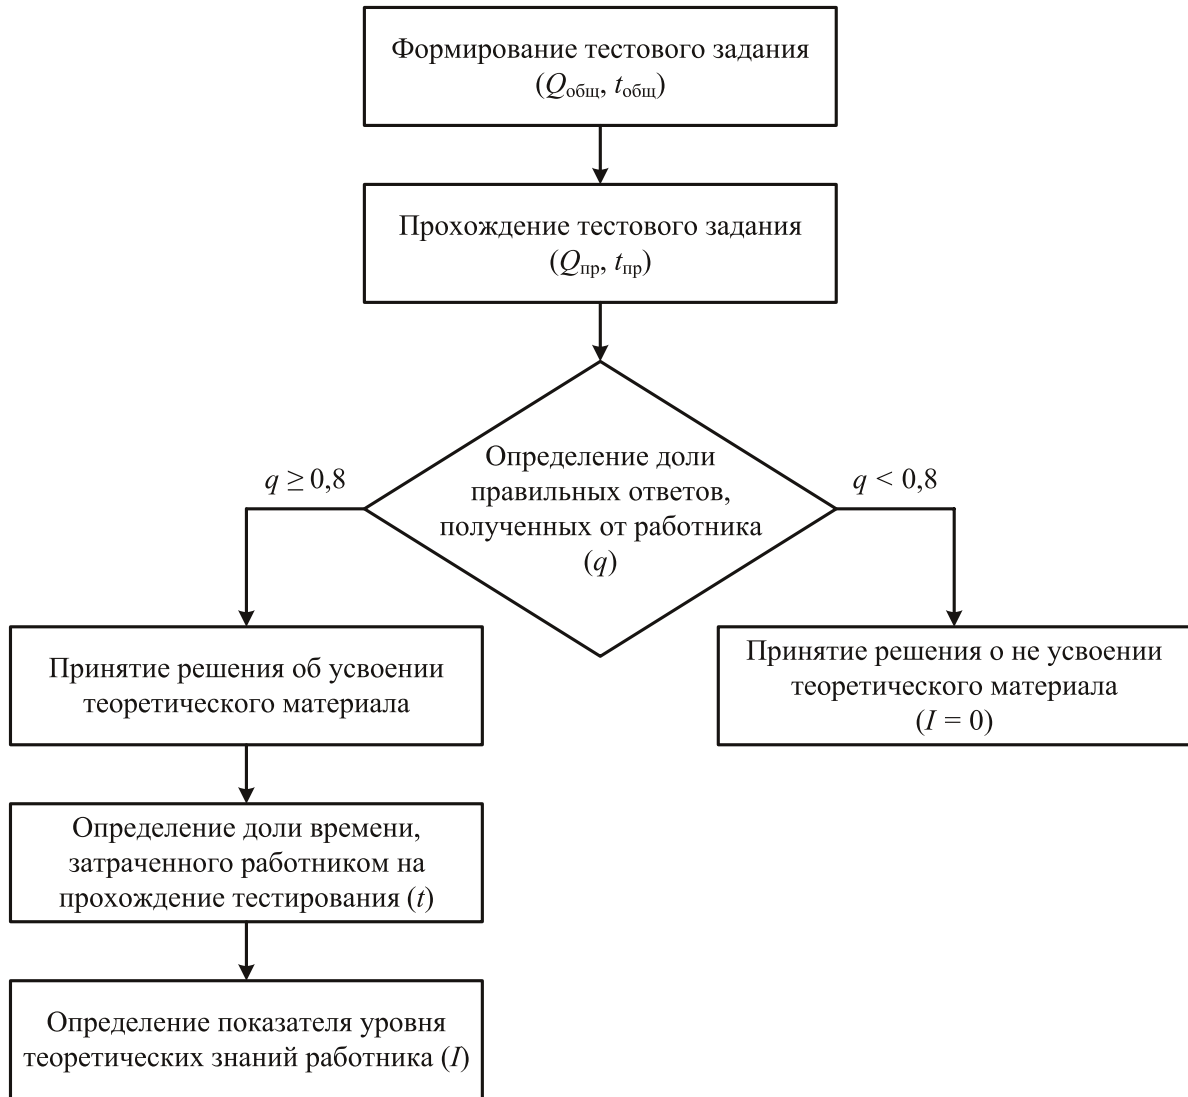 Формирование тестового задания
(Qобщ, tобщ)
Прохождение тестового задания
(Qпр, tпр)
Определение доли
правильных ответов,
полученных от работника
(q)
q ≥ 0,8
q < 0,8
Принятие решения об усвоении
теоретического материала
Принятие решения о не усвоении
теоретического материала
(I = 0)
Определение доли времени,
затраченного работником на
прохождение тестирования (t)
Определение показателя уровня
теоретических знаний работника (I)